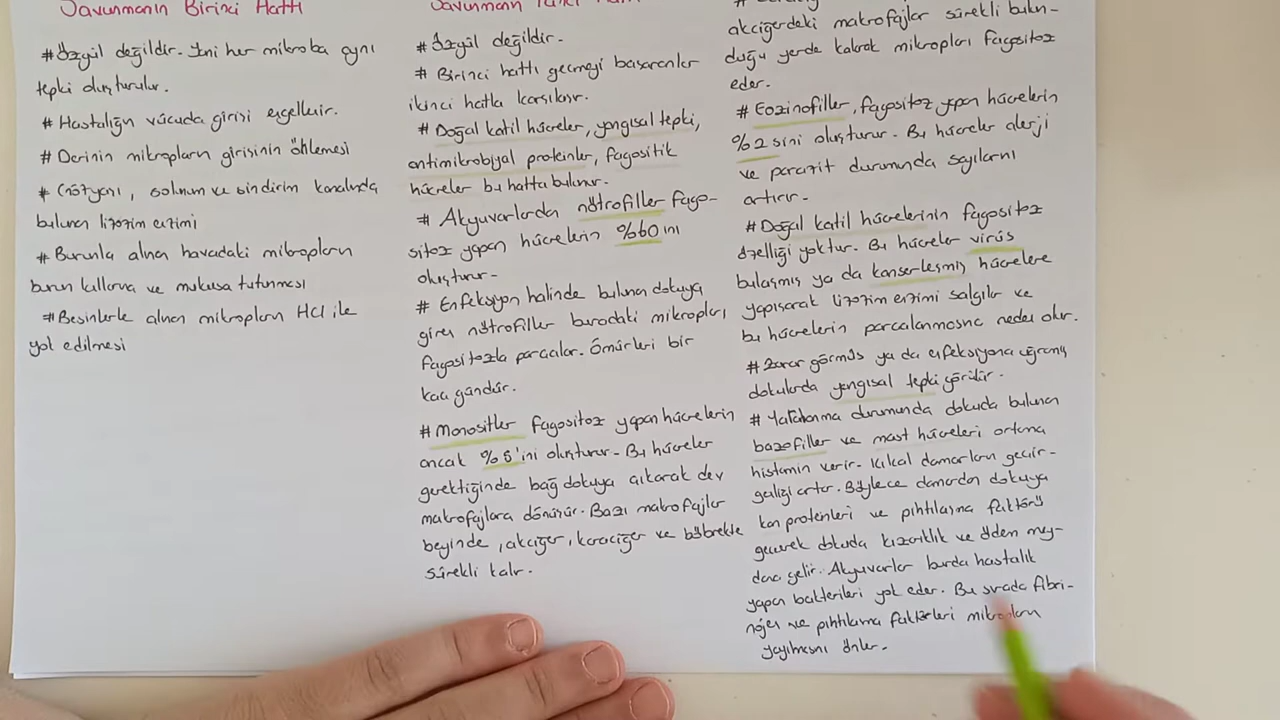 Savunmanın Birinci Hattı
# Özgül değildir. Yani her mikroba aynı
tepki oluşturulur.
# Hastalığın vücuda girişi engellenir.
# Derinin mikropların girişinin önlemesi
# Gözyaşı, solunum ve sindirim kanalında
bulunan lizozim enzimi
# Burunla alınan havadaki mikropların
burun kıllarına ve mukusa tutunması
# Besinlerle alınan mikropların HCl ile
yok edilmesi
Savunmanın İkinci Hattı
# Özgül değildir.
# Birinci hattı geçmeyi başaranlar
ikinci hatla karşılaşır.
# Doğal katil hücreler, yangısal tepki,
antimikrobiyal proteinler, fagositik
hücreler bu hatta bulunur.
# Akyuvarlardan nötrofiller fago-
sitoz yapan hücrelerin %60 ını
oluşturur.
# Enfeksiyon halinde bulunan dokuya
giren nötrofiller buradaki mikropları
fagositozla parçalar. Ömürleri bir
kaç gündür.
# Monositler fagositoz yapan hücrelerin
ancak %5'ini oluşturur. Bu hücreler
gerektiğinde bağ dokuya çıkarak dev
makrofajlara dönüşür. Bazı makrofajlar
beyinde, akciğer, karaciğer ve böbrekte
sürekli kalır.
akciğerdeki makrofajlar sürekli bulun-
duğu yerde kalarak mikropları fagositoz
eder.
# Eozinofiller, fagositoz yapan hücrelerin
%2 sini oluşturur. Bu hücreler alerji
ve parazit durumunda sayılarını
artırır.
# Doğal katil hücrelerinin fagositoz
özelliği yoktur. Bu hücreler virüs
bulaşmış ya da kanserleşmiş hücrelere
yapışarak lizozim enzimi salgılar ve
bu hücrelerin parçalanmasına neden olur.
# Zarar görmüş ya da enfeksiyona uğramış
dokularda yangısal tepki görülür.
# Yaralanma durumunda dokuda bulunan
bazofiller ve mast hücreleri ortama
histamin verir. Kılcal damarların geçir-
genliği artar. Böylece damardan dokuya
kan proteinleri ve pıhtılaşma faktörü
geçerek dokuda kızarıklık ve ödem mey-
dana gelir. Akyuvarlar burda hastalık
yapan bakterileri yok eder. Bu sırada fibri-
nojen ve pıhtılaşma faktörleri mikropların
yayılmasını önler.